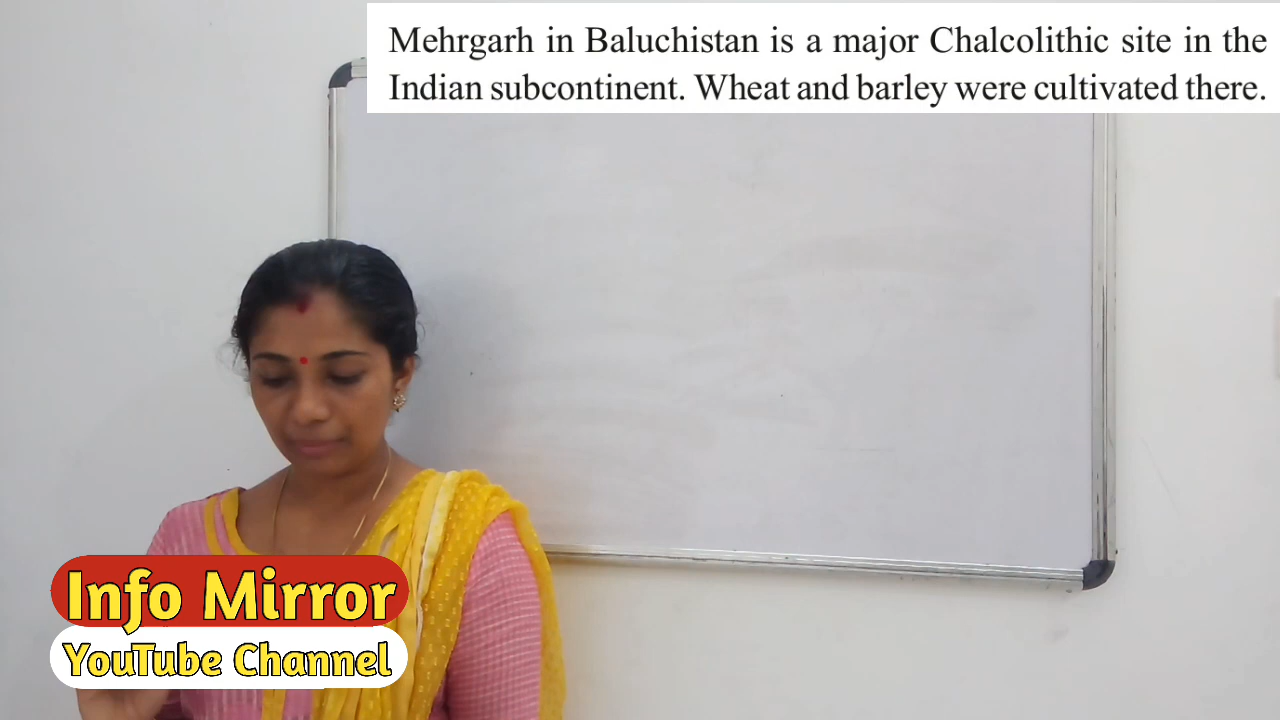 Mehrgarh in Baluchistan is a major Chalcolithic site in the
Indian subcontinent. Wheat and barley were cultivated there.
Info Mirror
YouTube Channel